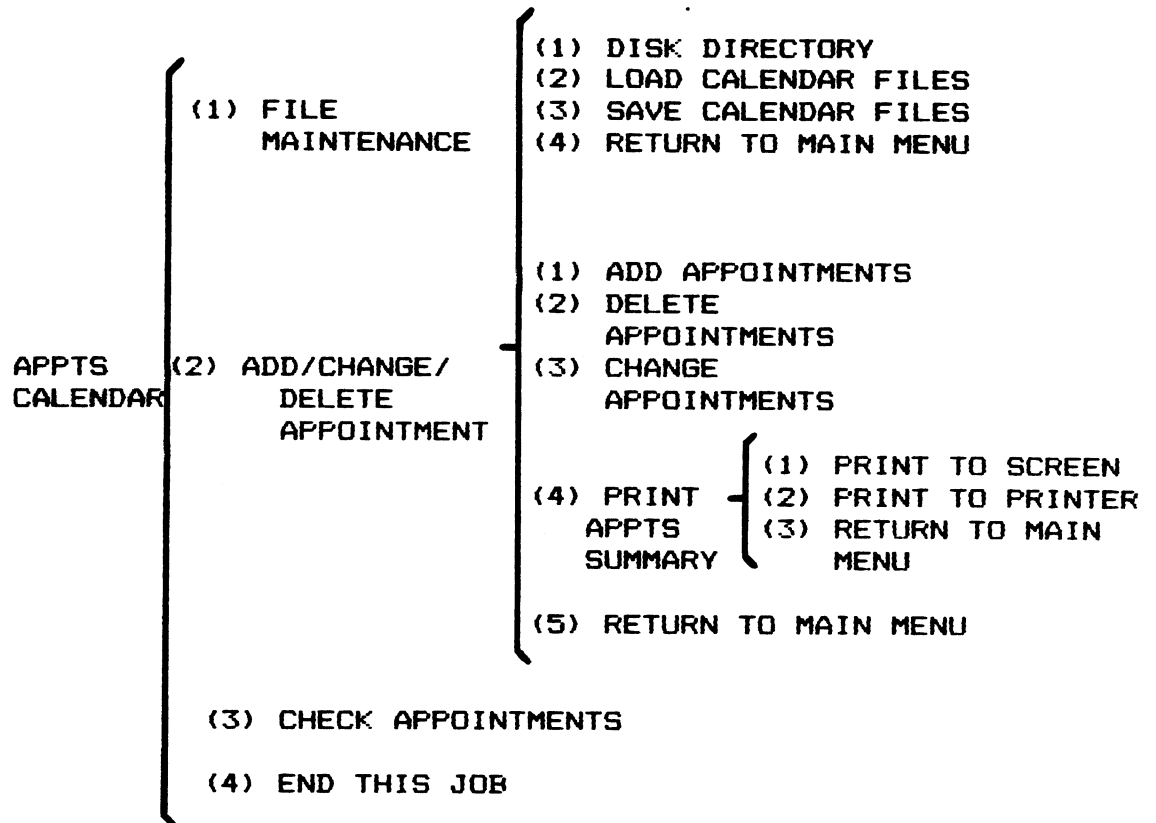 (1) DISK DIRECTORY
(2) LOAD CALENDAR FILES
(1) FILE
(3) SAVE CALENDAR FILES
MAINTENANCE
(4) RETURN TO MAIN MENU
(1) ADD APPOINTMENTS
(2) DELETE
APPOINTMENTS
APPTS
CALENDAR
(2) ADD/CHANGE/
DELETE
APPOINTMENT
(3) CHANGE
APPOINTMENTS
(4) PRINT
APPTS
SUMMARY
(1) PRINT TO SCREEN
(2) PRINT TO PRINTER
(3) RETURN TO MAIN
MENU
(5) RETURN TO MAIN MENU
(3) CHECK APPOINTMENTS
(4) END THIS JOB